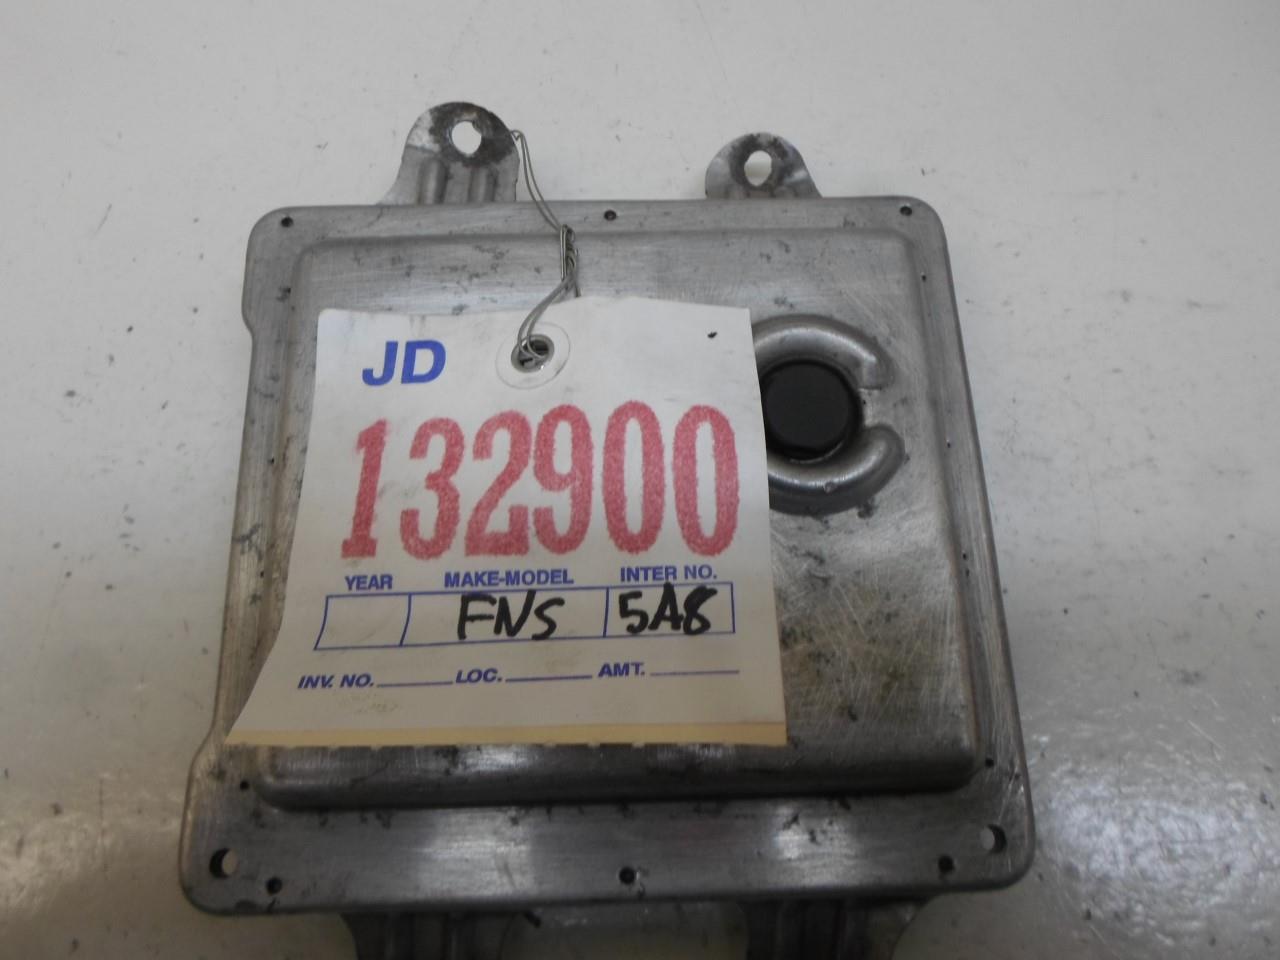 JD
132900
YEAR MAKE-MODEL INTER NO.
FNS 5A8
INV. NO. LOC. AMT.